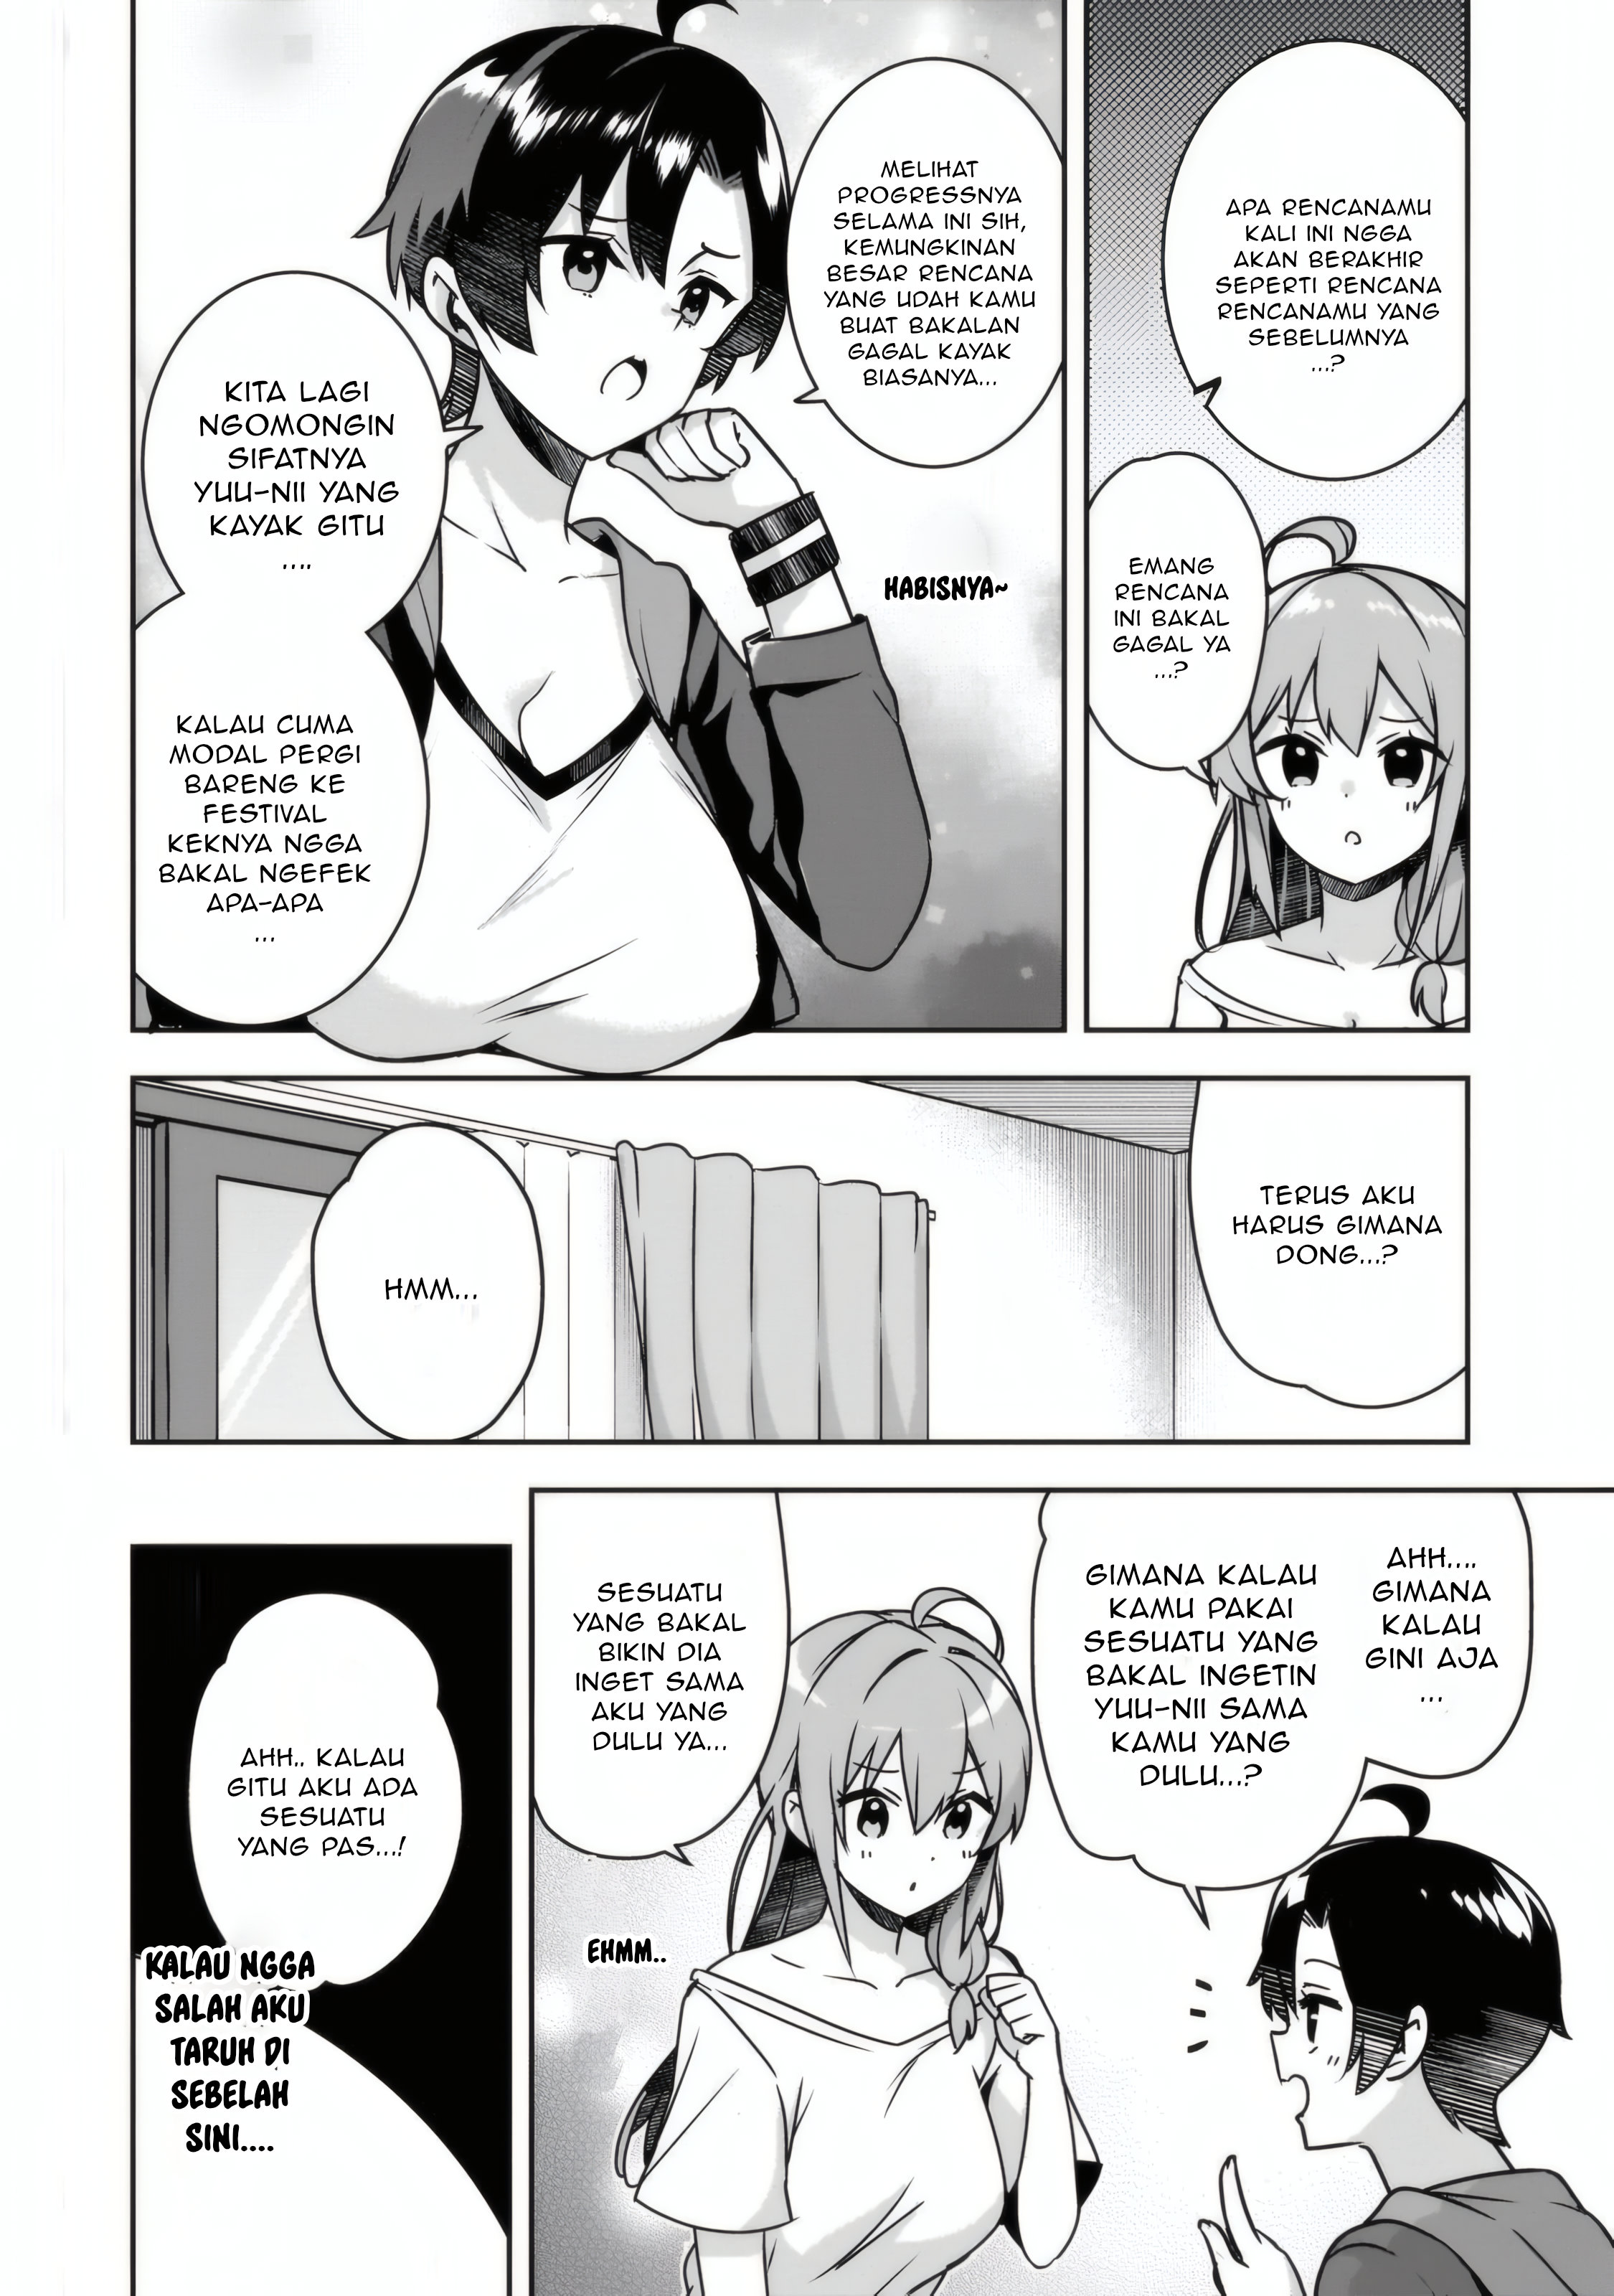 APA RENCANAMU
KALI INI NGGA
AKAN BERAKHIR
SEPERTI RENCANA
RENCANAMU YANG
SEBELUMNYA
...?
EMANG
RENCANA
INI BAKAL
GAGAL YA
...?
MELIHAT
PROGRESSNYA
SELAMA INI SIH,
KEMUNGKINAN
BESAR RENCANA
YANG UDAH KAMU
BUAT BAKALAN
GAGAL KAYAK
BIASANYA...
HABISNYA~
KITA LAGI
NGOMONGIN
SIFATNYA
YUU-NII YANG
KAYAK GITU
....
KALAU CUMA
MODAL PERGI
BARENG KE
FESTIVAL
KEKNYA NGGA
BAKAL NGEFEK
APA-APA
...
TERUS AKU
HARUS GIMANA
DONG...?
HMM...
AHH....
GIMANA
KALAU
GINI AJA
...
GIMANA KALAU
KAMU PAKAI
SESUATU YANG
BAKAL INGETIN
YUU-NII SAMA
KAMU YANG
DULU...?
SESUATU
YANG BAKAL
BIKIN DIA
INGET SAMA
AKU YANG
DULU YA...
EHMM..
AHH.. KALAU
GITU AKU ADA
SESUATU
YANG PAS...!
KALAU NGGA
SALAH AKU
TARUH DI
SEBELAH
SINI....